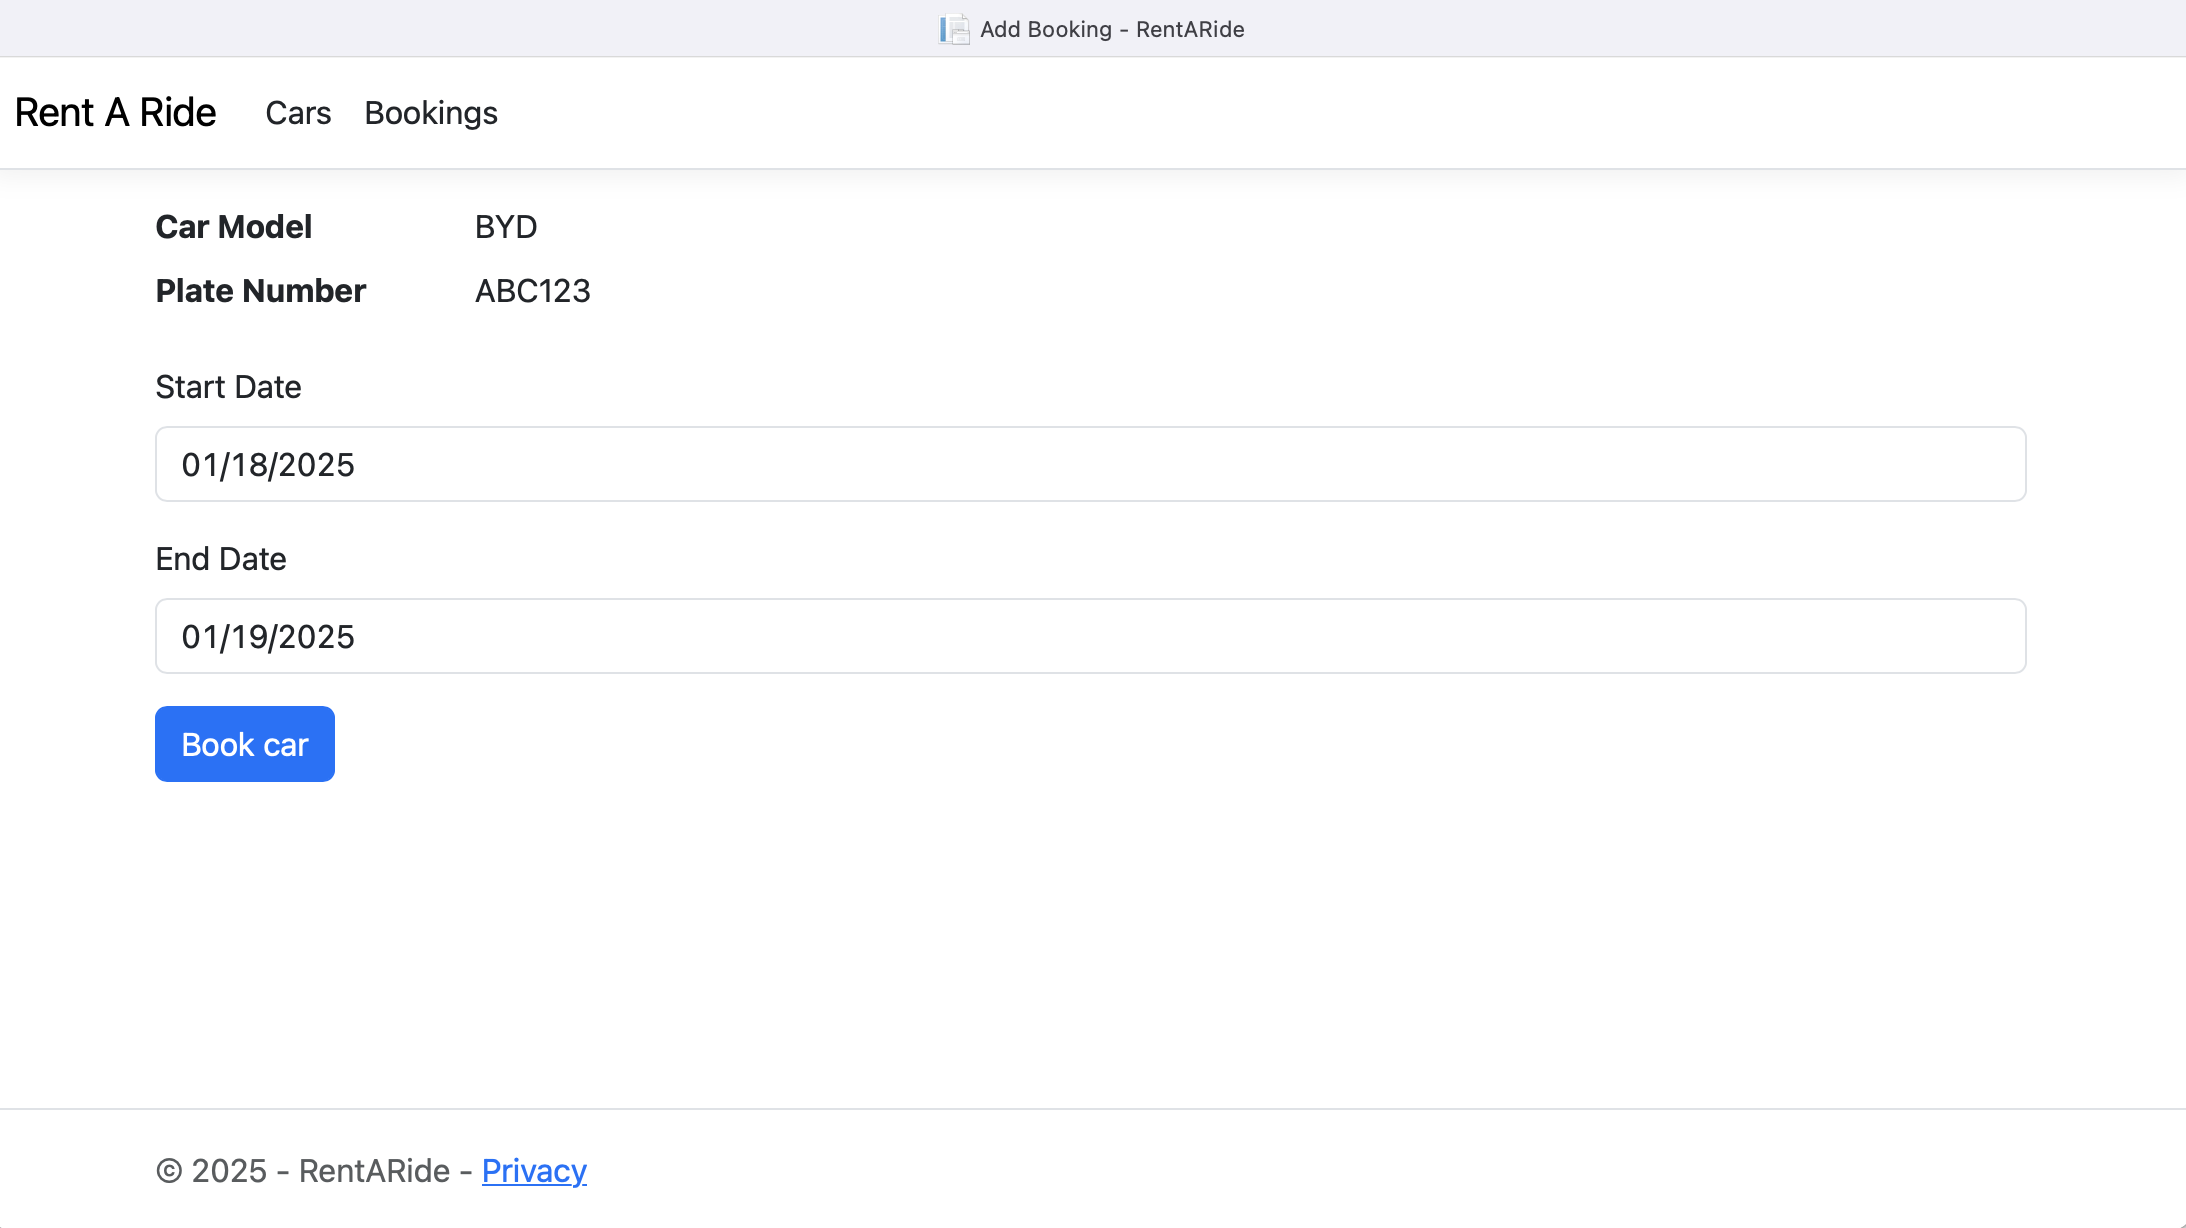 Add Booking - RentARide
Rent A Ride Cars Bookings
Car Model BYD
Plate Number ABC123
Start Date
01/18/2025
End Date
01/19/2025
Book car
© 2025 - RentARide - Privacy